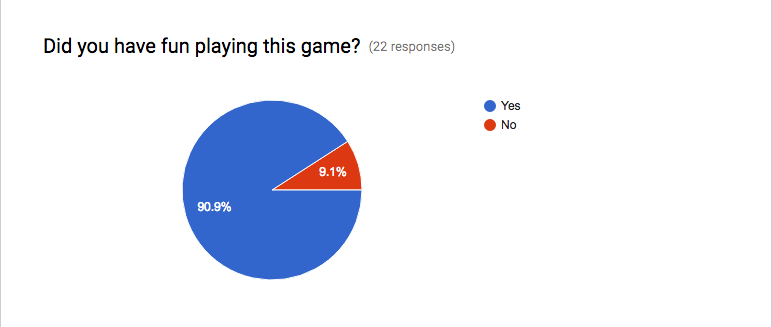 Did you have fun playing this game? (22 responses)
Yes
No
9.1%
90.9%